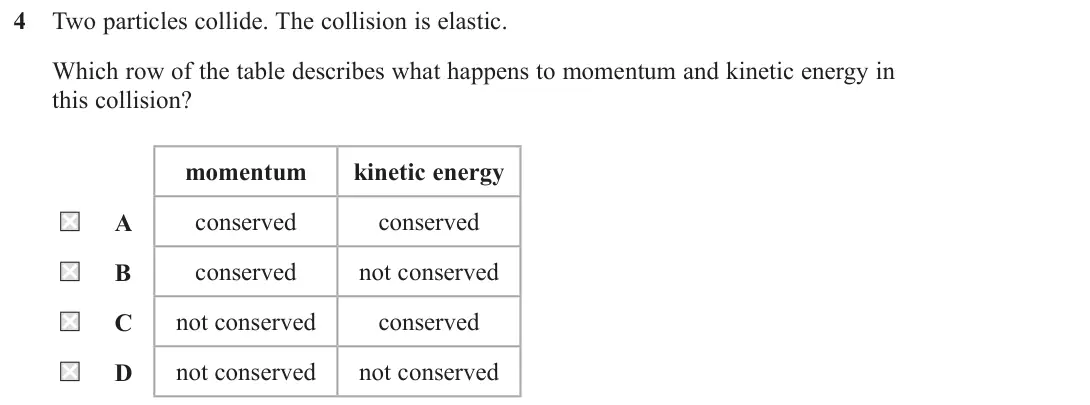 4 Two particles collide. The collision is elastic.
Which row of the table describes what happens to momentum and kinetic energy in
this collision?
momentum kinetic energy
A conserved conserved
B conserved not conserved
C not conserved conserved
D not conserved not conserved